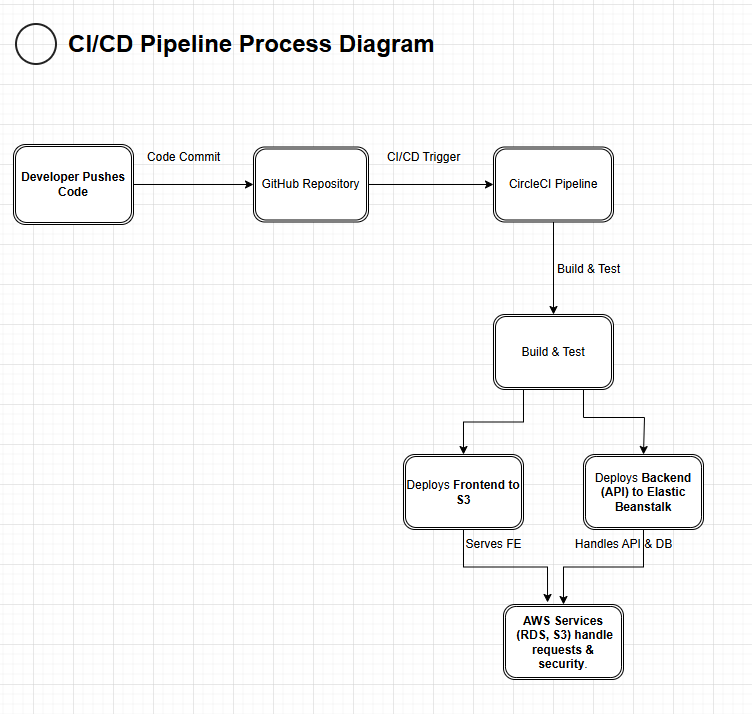 CI/CD Pipeline Process Diagram
Code Commit
CI/CD Trigger
Developer Pushes
Code
GitHub Repository
CircleCI Pipeline
Build & Test
Build & Test
Deploys Frontend to
S3
Deploys Backend
(API) to Elastic
Beanstalk
Serves FE
Handles API & DB
AWS Services
(RDS, S3) handle
requests &
security.